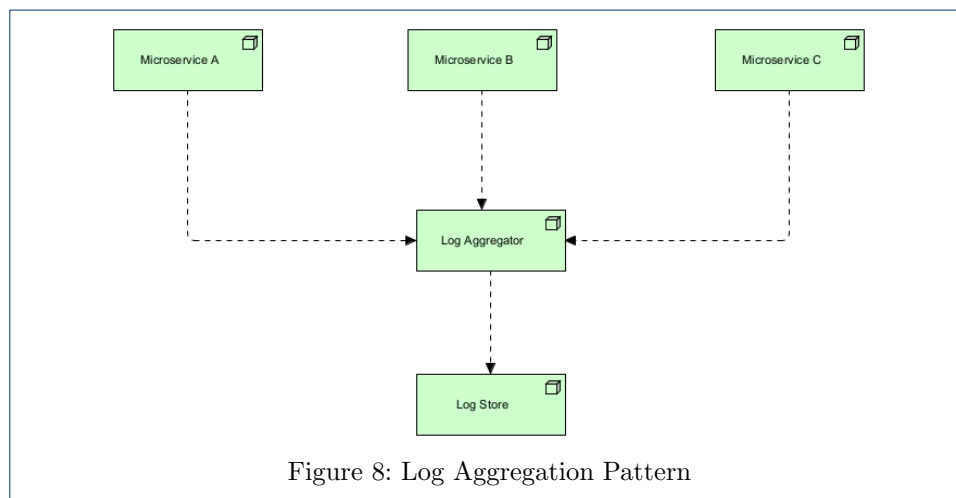 Microservice A
Microservice B
Microservice C
Log Aggregator
Log Store
Figure 8: Log Aggregation Pattern